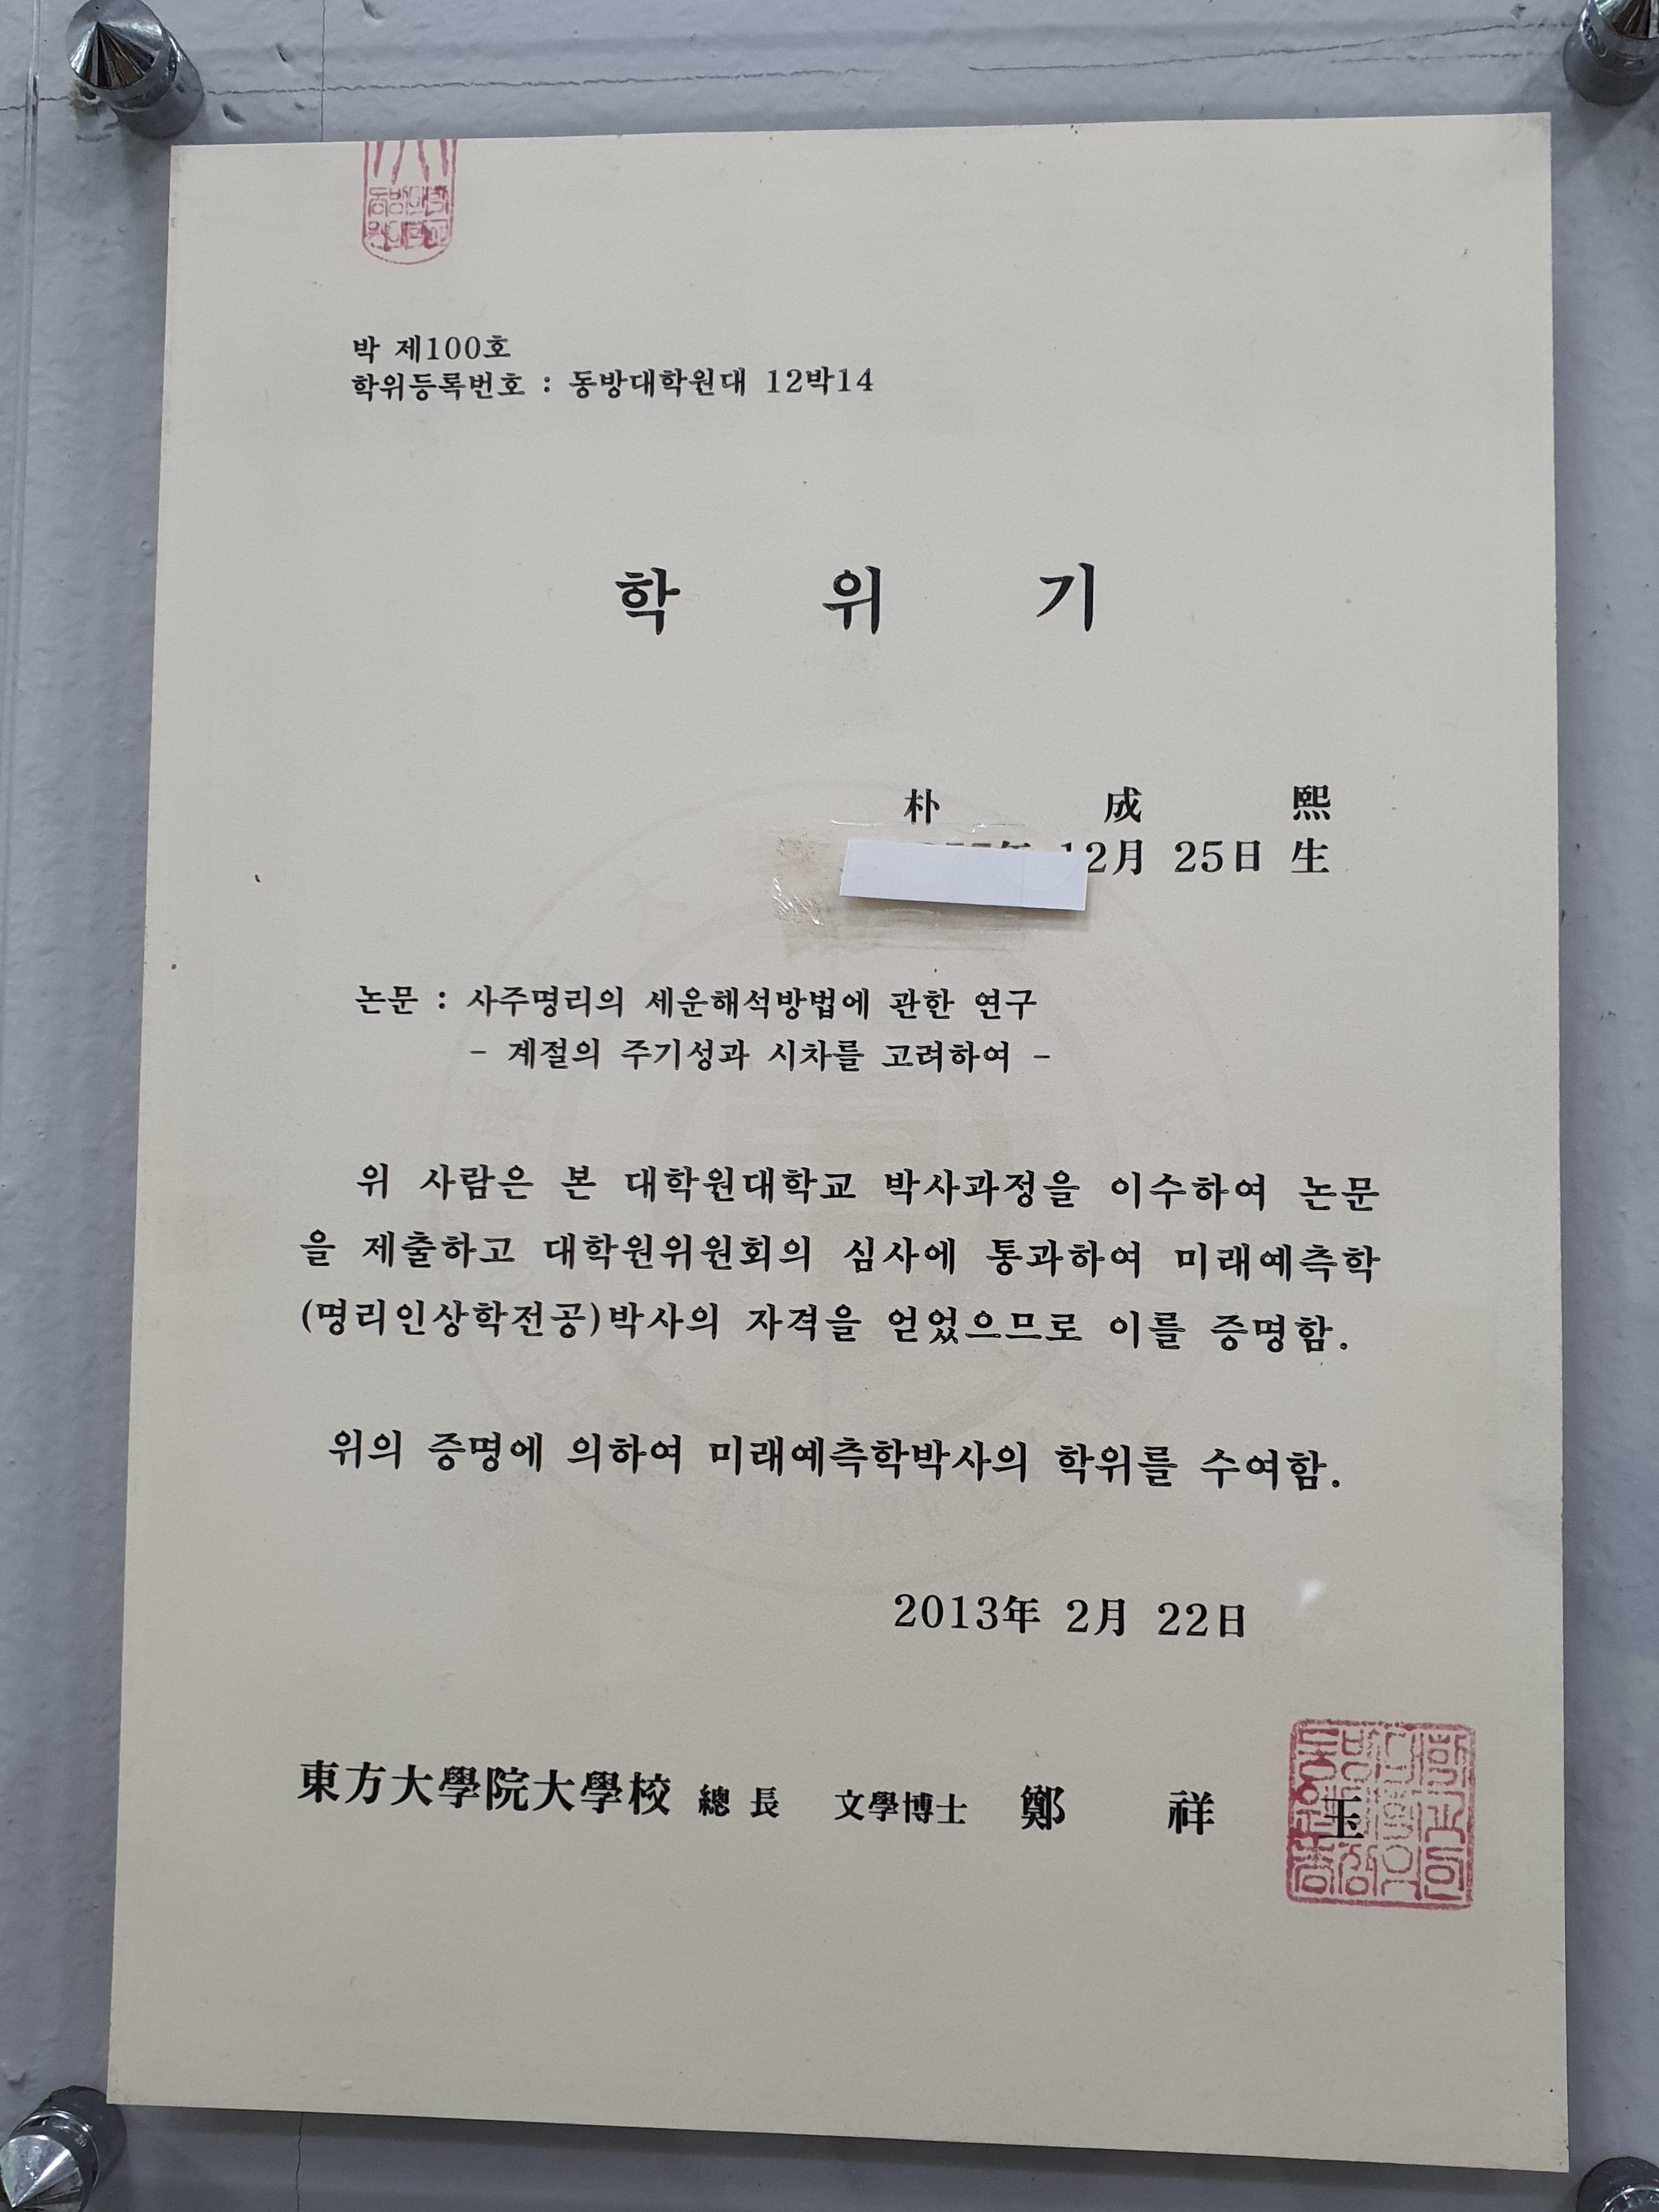 박 제100호
학위등록번호 : 동방대학원대 12박14
학 위 기
朴 成 熙
12月 25日 生
논문 : 사주명리의 세운해석방법에 관한 연구
- 계절의 주기성과 시차를 고려하여 -
위 사람은 본 대학원대학교 박사과정을 이수하여 논문
을 제출하고 대학원위원회의 심사에 통과하여 미래예측학
(명리인상학전공)박사의 자격을 얻었으므로 이를 증명함.
위의 증명에 의하여 미래예측학박사의 학위를 수여함.
2013年 2月 22日
東方大學院大學校 總長 文學博士 鄭 祥 玉